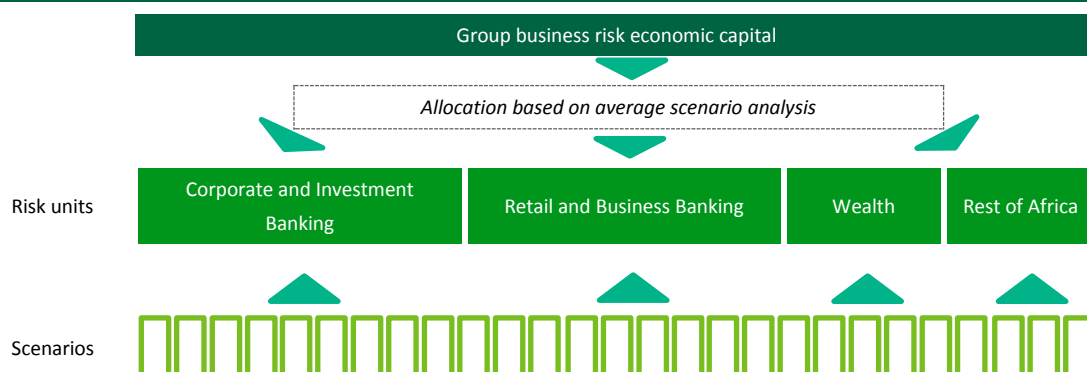 Group business risk economic capital
Allocation based on average scenario analysis
Risk units
Corporate and Investment
Banking
Retail and Business Banking
Wealth
Rest of Africa
Scenarios